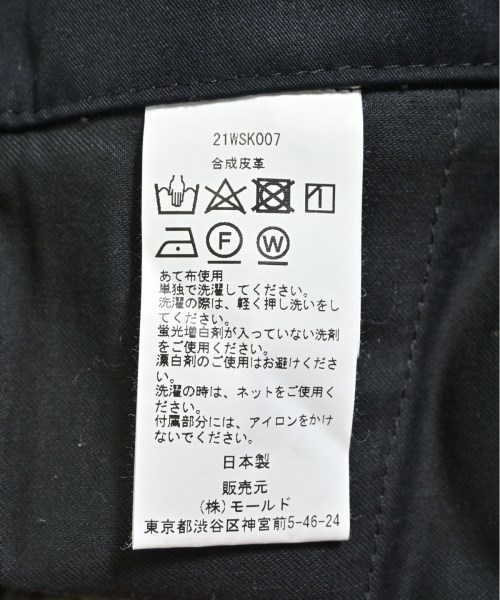 21WSK007
合成皮革
F W
あて布使用
単独で洗濯してください。
洗濯の際は、軽く押し洗いをし
てください。
蛍光増白剤が入っていない洗剤
をご使用ください。
漂白剤のご使用はお避けくださ
い。
洗濯の時は、ネットをご使用く
ださい。
付属部分には、アイロンをかけ
ないでください。
日本製
販売元
(株)モールド
東京都渋谷区神宮前5-46-24